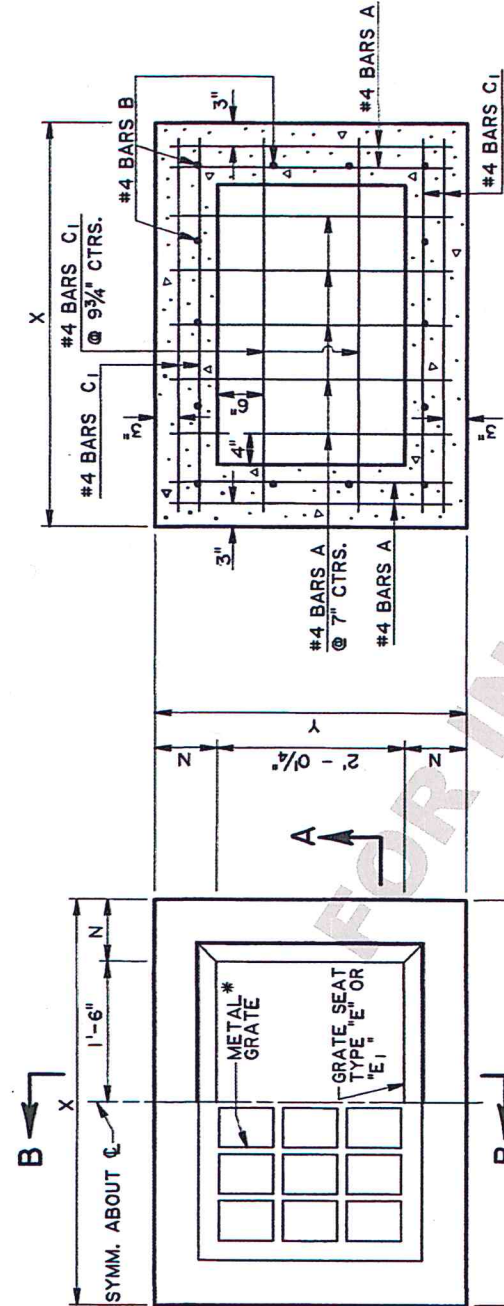 X
#4 BARS B
#4 BARS C1
@ 9¾" CTRS.
#4 BARS C1
3"
#4 BARS A
3"
6"
4"
3"
3"
#4 BARS A
@ 7" CTRS.
#4 BARS A
#4 BARS C1
B
X
SYMM. ABOUT ℄
1'-6"
N
METAL *
GRATE
GRATE SEAT
TYPE "E" OR
"E1"
A
N
2' - 0¼"
N
Y
B
FOR IN